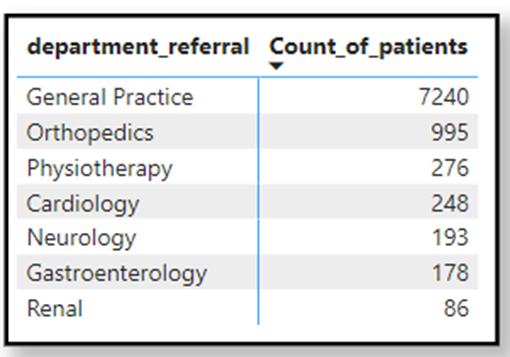 department_referral Count_of_patients
General Practice 7240
Orthopedics 995
Physiotherapy 276
Cardiology 248
Neurology 193
Gastroenterology 178
Renal 86